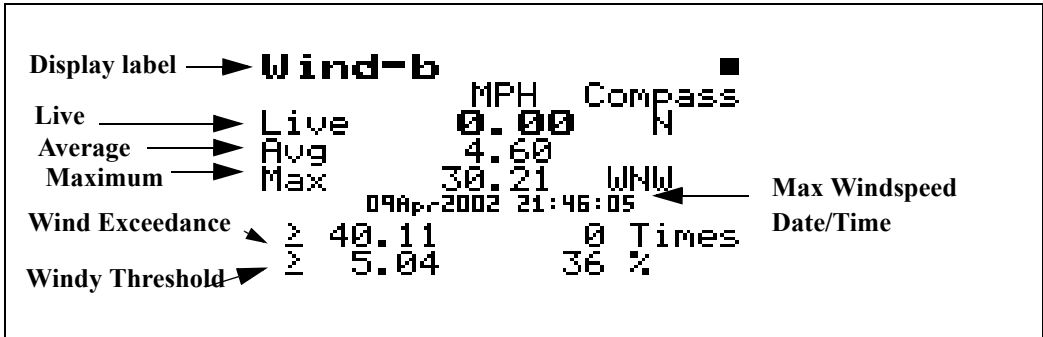 Display label Wind-b
MPH Compass
Live Live 0.00 N
Average Avg 4.60
Maximum Max 30.21 WNW
09Apr2002 21:46:05
Max Windspeed
Date/Time
Wind Exceedance ≥ 40.11 0 Times
Windy Threshold ≥ 5.04 36 %